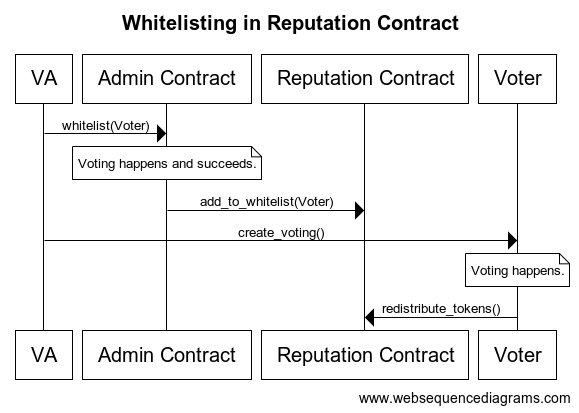 Whitelisting in Reputation Contract
VA
Admin Contract
Reputation Contract
Voter
whitelist(Voter)
Voting happens and succeeds.
add_to_whitelist(Voter)
create_voting()
Voting happens.
redistribute_tokens()
VA
Admin Contract
Reputation Contract
Voter
www.websequencediagrams.com